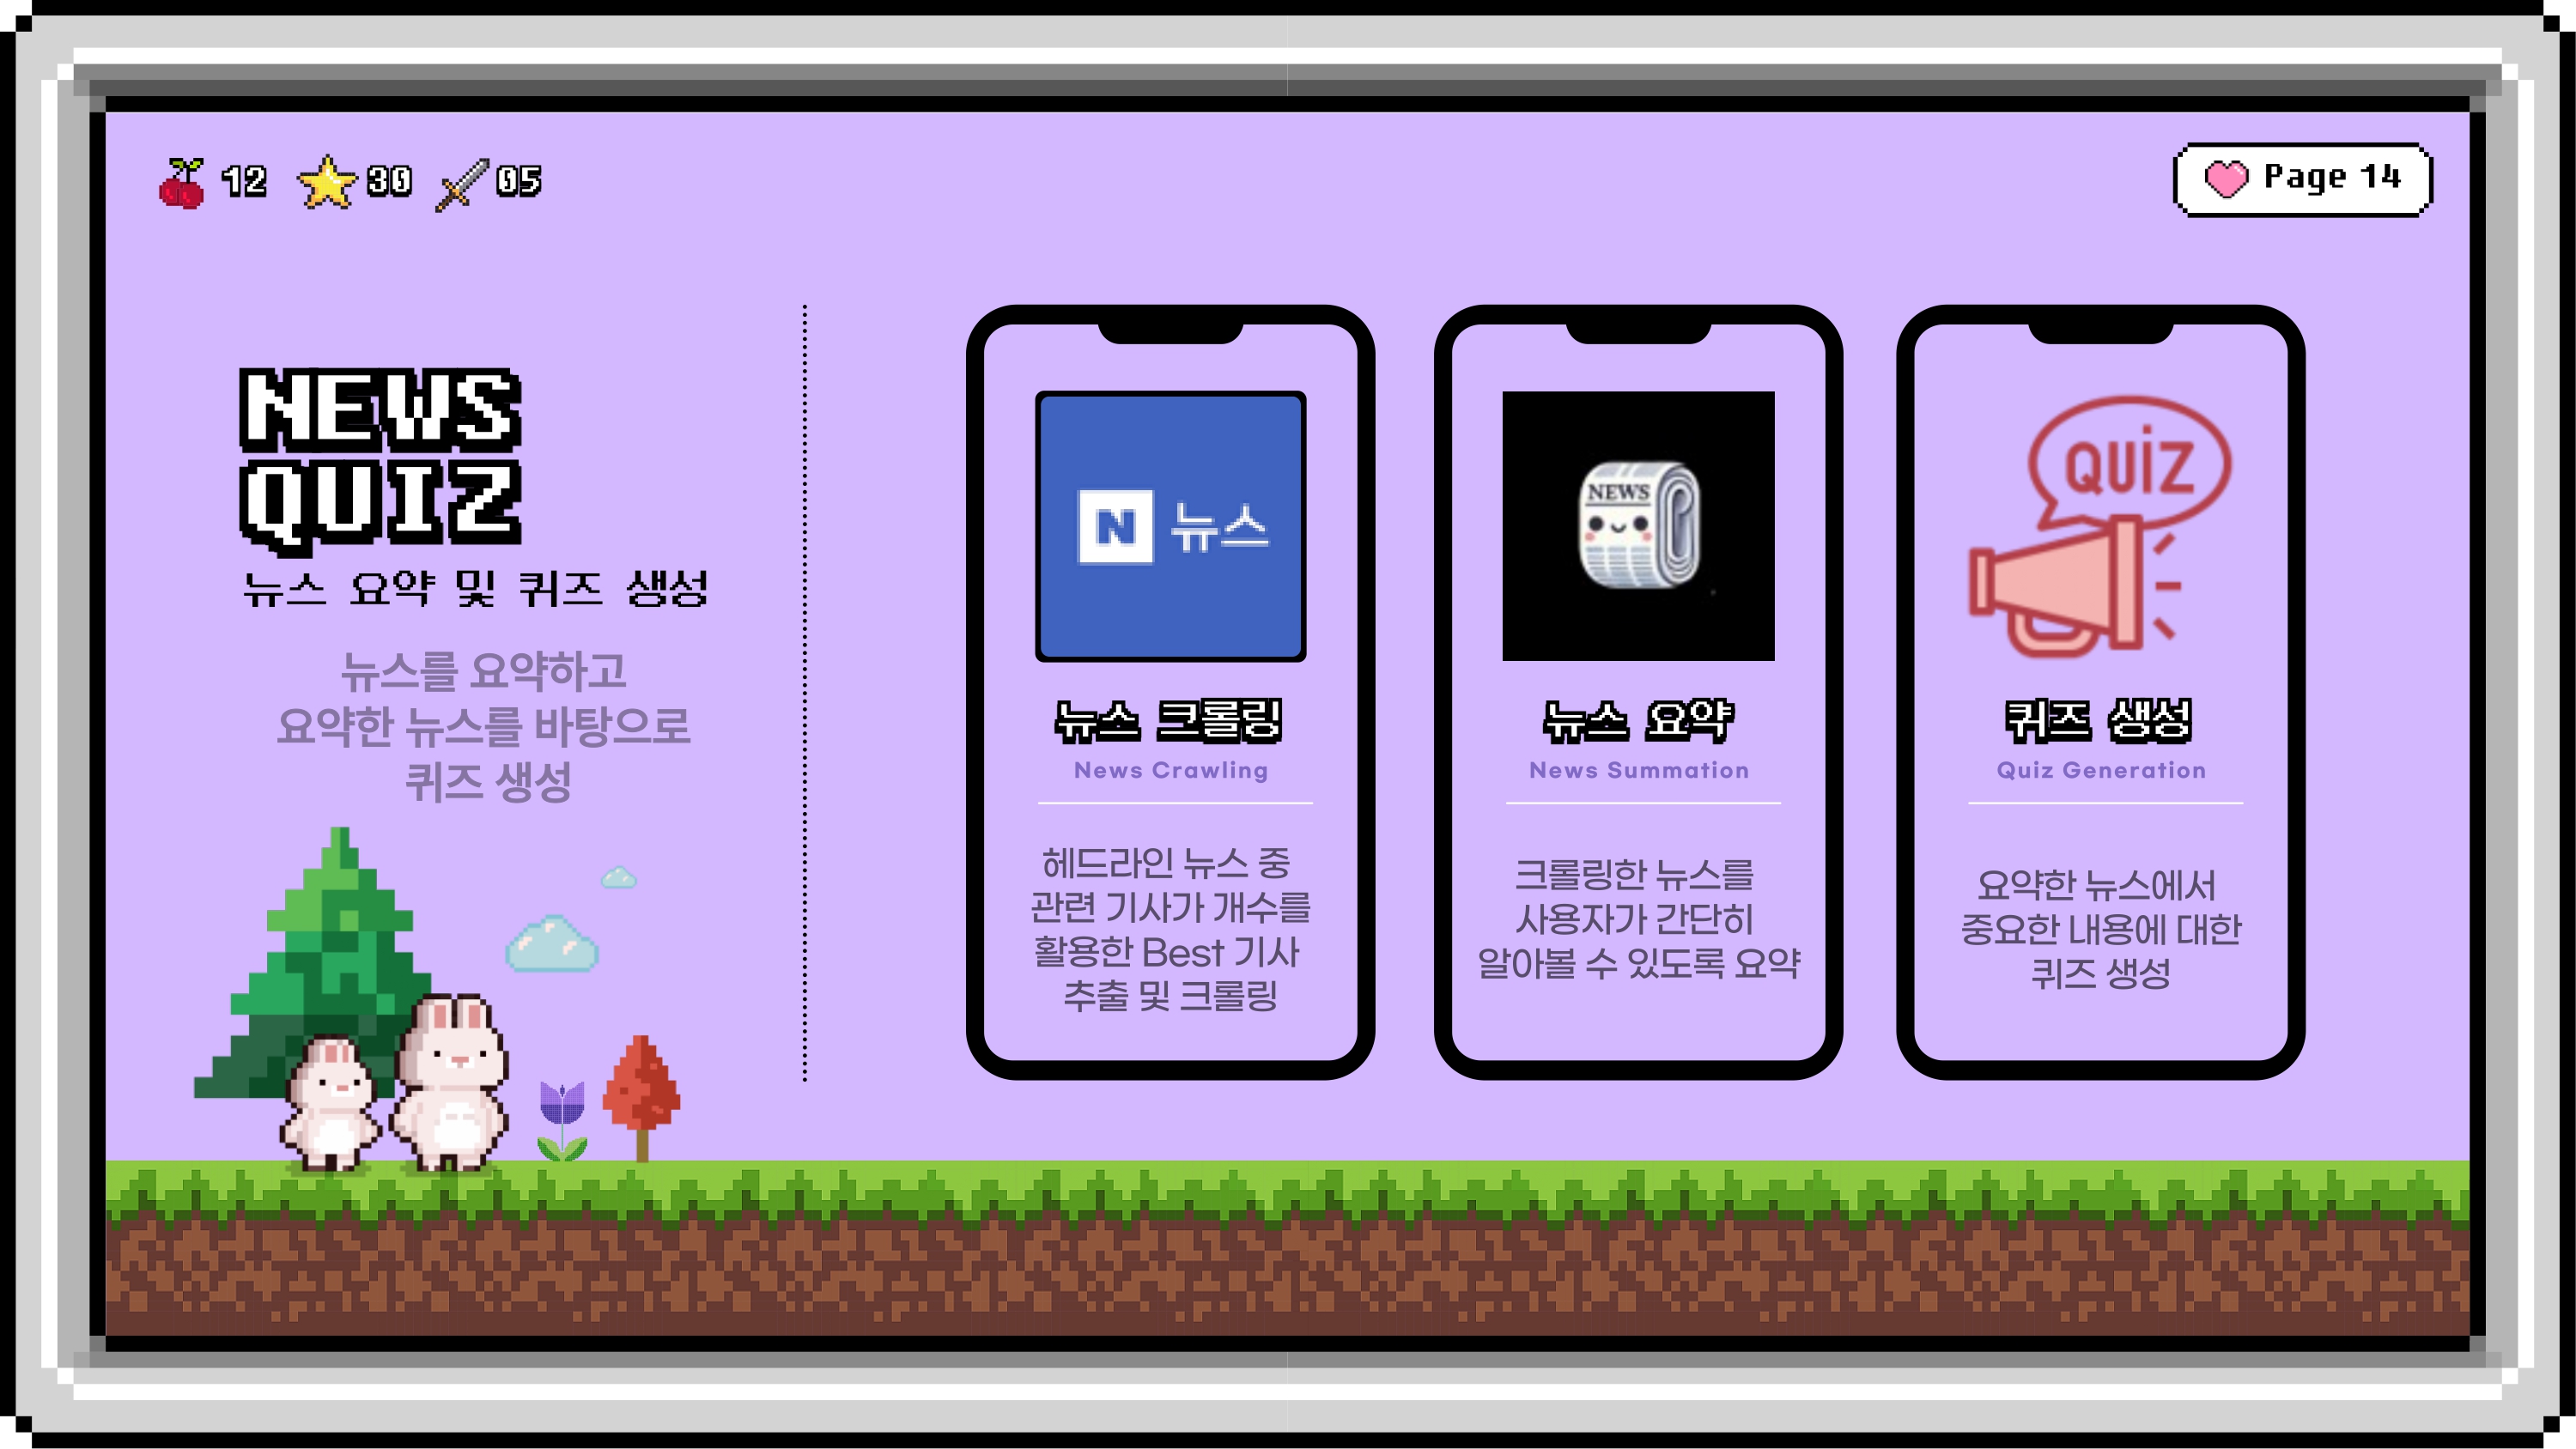 12 30 05
Page 14
NEWS
QUIZ
뉴스 요약 및 퀴즈 생성
뉴스를 요약하고
요약한 뉴스를 바탕으로
퀴즈 생성
N 뉴스
뉴스 크롤링
News Crawling
헤드라인 뉴스 중
관련 기사가 개수를
활용한 Best 기사
추출 및 크롤링
NEWS
뉴스 요약
News Summation
크롤링한 뉴스를
사용자가 간단히
알아볼 수 있도록 요약
QUIZ
퀴즈 생성
Quiz Generation
요약한 뉴스에서
중요한 내용에 대한
퀴즈 생성